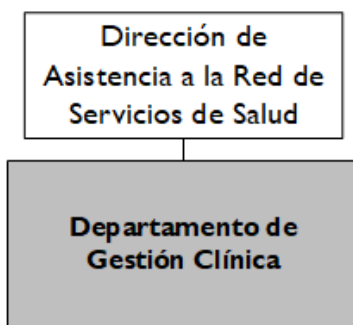 Dirección de
Asistencia a la Red de
Servicios de Salud
Departamento de
Gestión Clínica